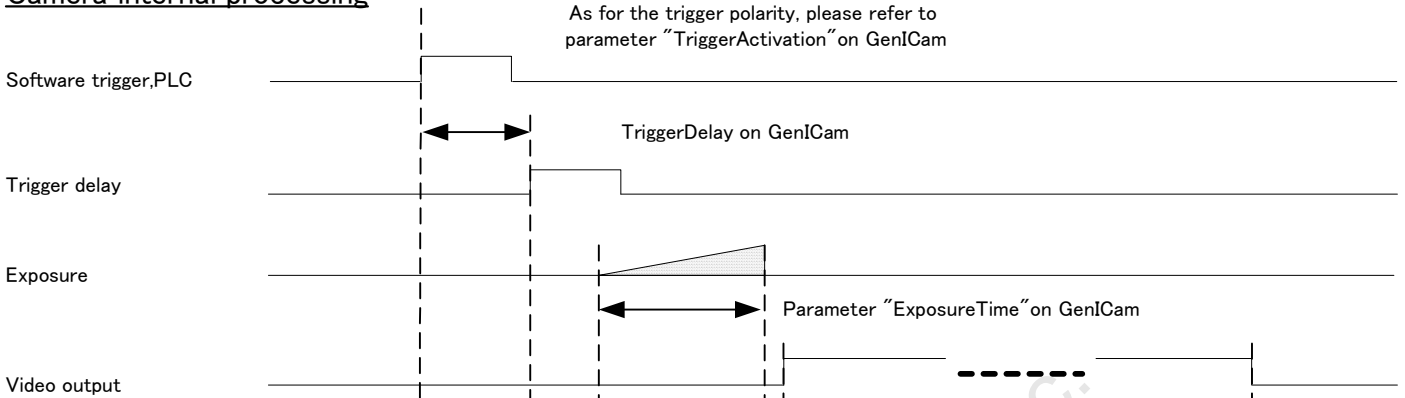 Camera internal processing
As for the trigger polarity, please refer to
parameter "TriggerActivation"on GenICam
Software trigger,PLC
TriggerDelay on GenICam
Trigger delay
Exposure
Parameter "ExposureTime"on GenICam
Video output